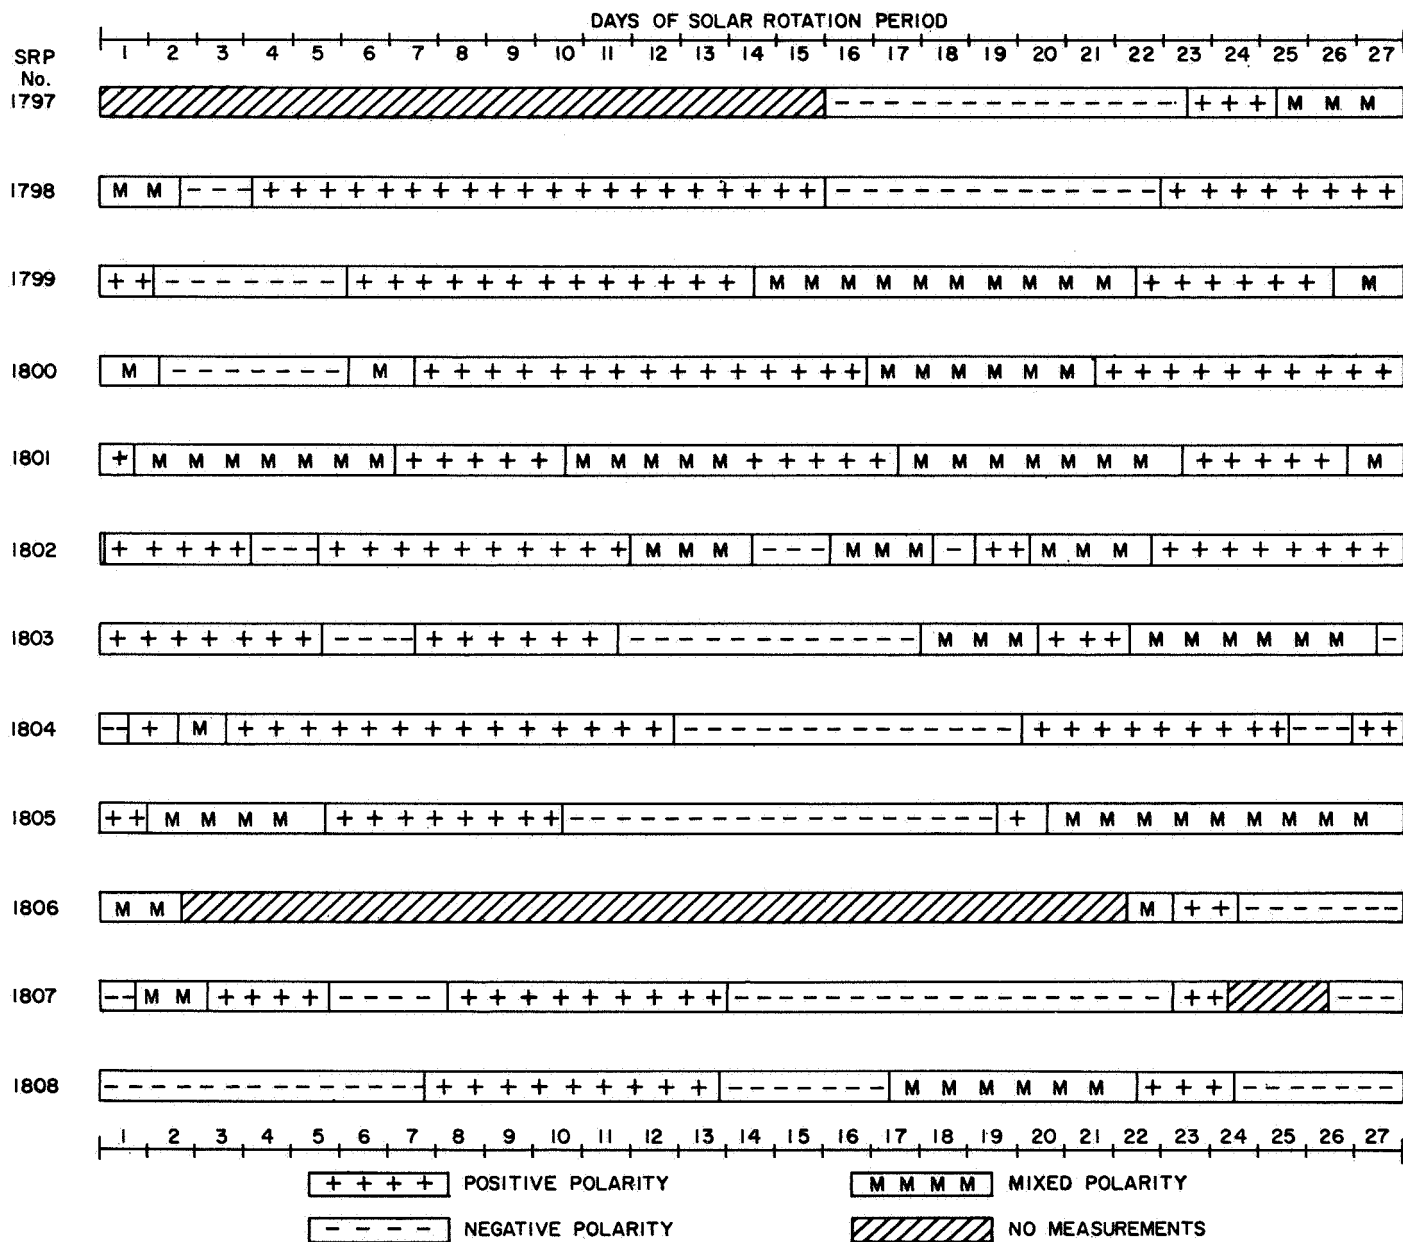 DAYS OF SOLAR ROTATION PERIOD
1 2 3 4 5 6 7 8 9 10 11 12 13 14 15 16 17 18 19 20 21 22 23 24 25 26 27
SRP
No.
1797 - - - - - - - - - - - - - + + + M M M
1798 M M - - - + + + + + + + + + + + + + + + + + + + - - - - - - - - - - - - + + + + + + + +
1799 + + - - - - - - - + + + + + + + + + + + + + M M M M M M M M M M + + + + + + M
1800 M - - - - - - - M + + + + + + + + + + + + + + + M M M M M M + + + + + + + + + +
1801 + M M M M M M M + + + + + M M M M M + + + + + M M M M M M M + + + + + M
1802 + + + + + - - - + + + + + + + + + + M M M - - - M M M - + + M M M + + + + + + + +
1803 + + + + + + + - - - - + + + + + + - - - - - - - - - - M M M + + + M M M M M M -
1804 - - + M + + + + + + + + + + + + + + - - - - - - - - - - - - + + + + + + + + + - - - + +
1805 + + M M M M + + + + + + + + - - - - - - - - - - - - - - - + M M M M M M M M M
1806 M M M + + - - - - - - -
1807 - - M M + + + + - - - - + + + + + + + + + - - - - - - - - - - - - - - - + + - - -
1808 - - - - - - - - - - - + + + + + + + + + - - - - - - M M M M M M + + + - - - - - - -
1 2 3 4 5 6 7 8 9 10 11 12 13 14 15 16 17 18 19 20 21 22 23 24 25 26 27
+ + + + POSITIVE POLARITY M M M M MIXED POLARITY
- - - - NEGATIVE POLARITY NO MEASUREMENTS